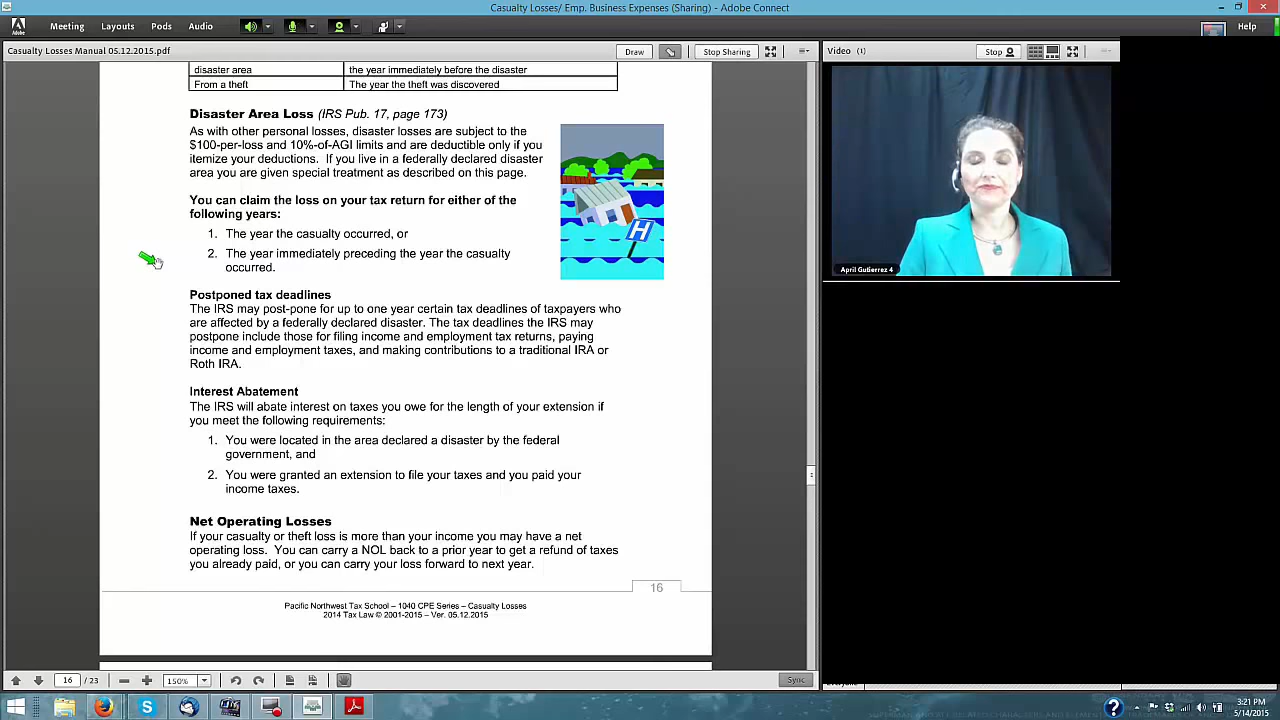 Casualty Losses/ Emp. Business Expenses (Sharing) - Adobe Connect
Meeting Layouts Pods Audio Help
Casualty Losses Manual 05.12.2015.pdf Draw Stop Sharing
Video (1) Stop
disaster area the year immediately before the disaster
From a theft The year the theft was discovered
Disaster Area Loss (IRS Pub. 17, page 173)
As with other personal losses, disaster losses are subject to the
$100-per-loss and 10%-of-AGI limits and are deductible only if you
itemize your deductions. If you live in a federally declared disaster
area you are given special treatment as described on this page.
You can claim the loss on your tax return for either of the
following years:
1. The year the casualty occurred, or
2. The year immediately preceding the year the casualty
occurred.
H
April Gutierrez 4
Postponed tax deadlines
The IRS may post-pone for up to one year certain tax deadlines of taxpayers who
are affected by a federally declared disaster. The tax deadlines the IRS may
postpone include those for filing income and employment tax returns, paying
income and employment taxes, and making contributions to a traditional IRA or
Roth IRA.
Interest Abatement
The IRS will abate interest on taxes you owe for the length of your extension if
you meet the following requirements:
1. You were located in the area declared a disaster by the federal
government, and
2. You were granted an extension to file your taxes and you paid your
income taxes.
Net Operating Losses
If your casualty or theft loss is more than your income you may have a net
operating loss. You can carry a NOL back to a prior year to get a refund of taxes
you already paid, or you can carry your loss forward to next year.
16
Pacific Northwest Tax School – 1040 CPE Series – Casualty Losses
2014 Tax Law © 2001-2015 – Ver. 05.12.2015
16 / 23 150% Sync
3:21 PM
5/14/2015